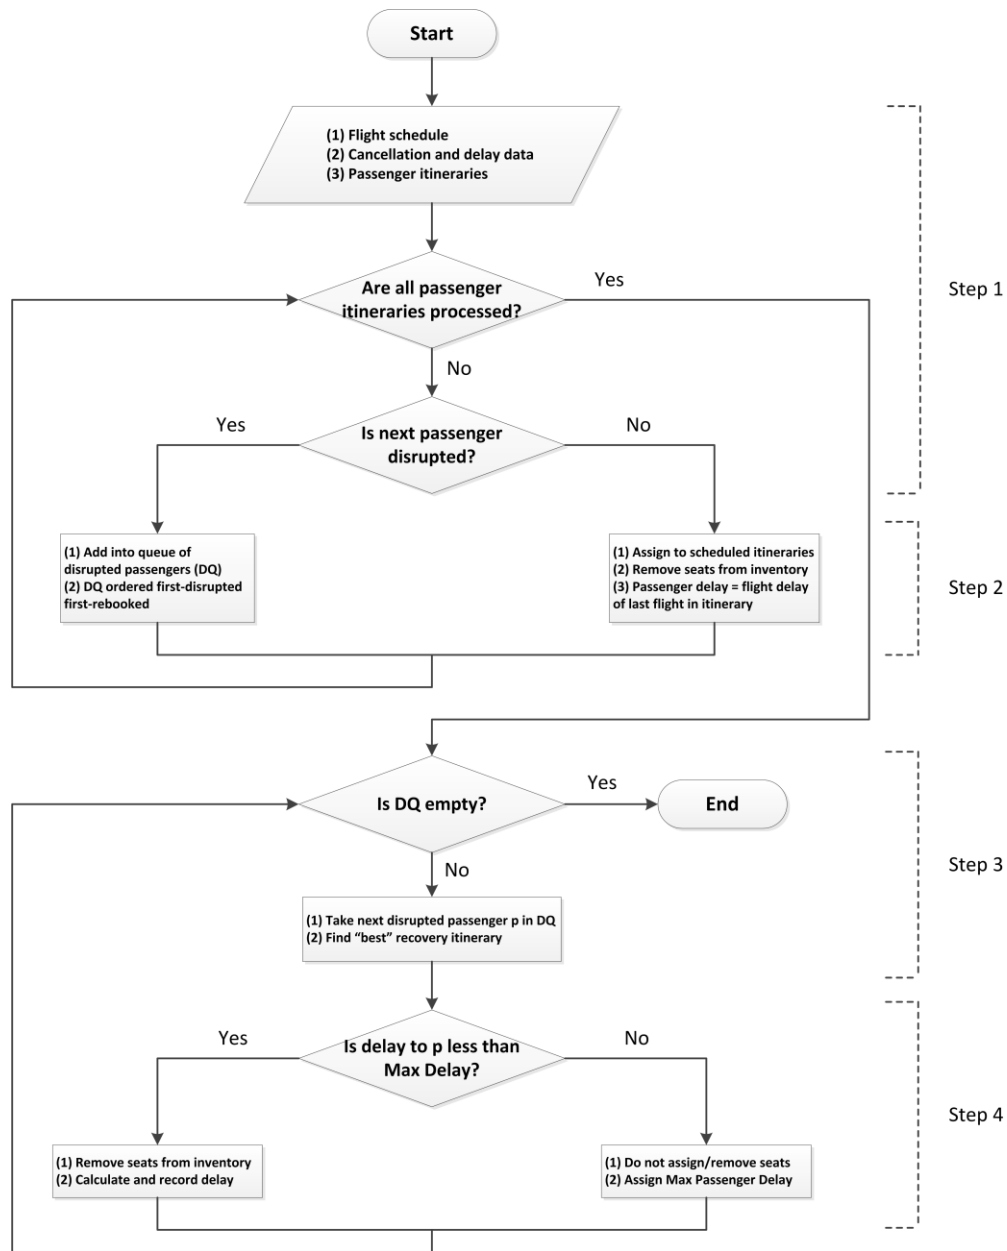 Start
(1) Flight schedule
(2) Cancellation and delay data
(3) Passenger itineraries
Are all passenger
itineraries processed?
Yes
Step 1
No
Yes
Is next passenger
disrupted?
No
(1) Add into queue of
disrupted passengers (DQ)
(2) DQ ordered first-disrupted
first-rebooked
(1) Assign to scheduled itineraries
(2) Remove seats from inventory
(3) Passenger delay = flight delay
of last flight in itinerary
Step 2
Is DQ empty?
Yes
End
No
Step 3
(1) Take next disrupted passenger p in DQ
(2) Find “best” recovery itinerary
Yes
Is delay to p less than
Max Delay?
No
Step 4
(1) Remove seats from inventory
(2) Calculate and record delay
(1) Do not assign/remove seats
(2) Assign Max Passenger Delay